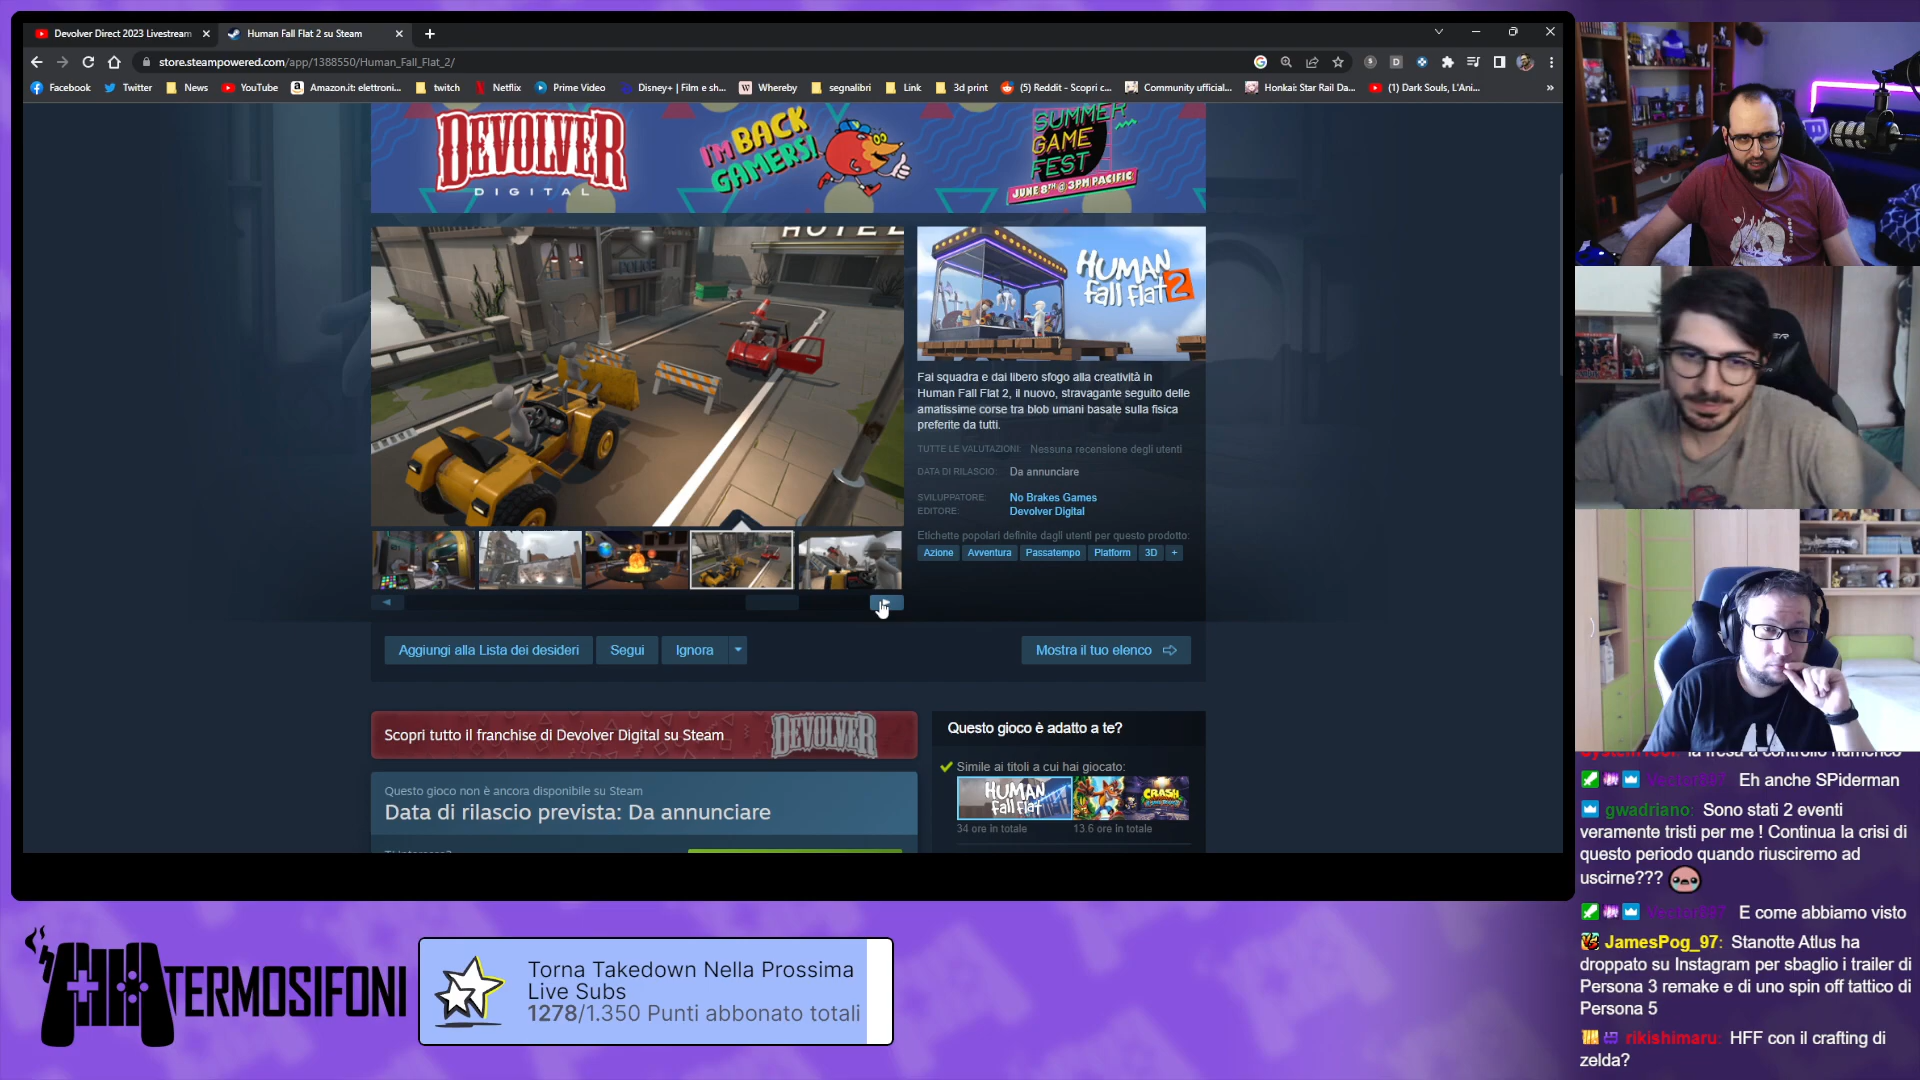 Devolver Direct 2023 Livestream
Human Fall Flat 2 su Steam
store.steampowered.com/app/1388550/Human_Fall_Flat_2/
Facebook
Twitter
News
YouTube
Amazon.it: elettroni...
twitch
Netflix
Prime Video
Disney+ | Film e sh...
Whereby
segnalibri
Link
3d print
(5) Reddit - Scopri c...
Community ufficial...
Honkai: Star Rail Da...
(1) Dark Souls, L'Ani...
DEVOLVER
DIGITAL
I'M BACK
GAMERS!
SUMMER
GAME
FEST
JUNE 8TH @ 3PM PACIFIC
HOTEL
HUMAN
fall flat 2
Fai squadra e dai libero sfogo alla creatività in
Human Fall Flat 2, il nuovo, stravagante seguito delle
amatissime corse tra blob umani basate sulla fisica
preferite da tutti.
TUTTE LE VALUTAZIONI: Nessuna recensione degli utenti
DATA DI RILASCIO: Da annunciare
SVILUPPATORE: No Brakes Games
EDITORE: Devolver Digital
Etichette popolari definite dagli utenti per questo prodotto:
Azione Avventura Passatempo Platform 3D +
Aggiungi alla Lista dei desideri
Segui
Ignora
Mostra il tuo elenco
Scopri tutto il franchise di Devolver Digital su Steam
DEVOLVER
Questo gioco è adatto a te?
Simile ai titoli a cui hai giocato:
HUMAN
fall flat
CRASH
34 ore in totale
13.6 ore in totale
Questo gioco non è ancora disponibile su Steam
Data di rilascio prevista: Da annunciare
la fresa a controllo numerico
Vector897 Eh anche SPiderman
gwadriano: Sono stati 2 eventi
veramente tristi per me ! Continua la crisi di
questo periodo quando riusciremo ad
uscirne???
E come abbiamo visto
JamesPog_97: Stanotte Atlus ha
droppato su Instagram per sbaglio i trailer di
Persona 3 remake e di uno spin off tattico di
Persona 5
rikishimaru: HFF con il crafting di
zelda?
TERMOSIFONI
Torna Takedown Nella Prossima
Live Subs
1278/1.350 Punti abbonato totali